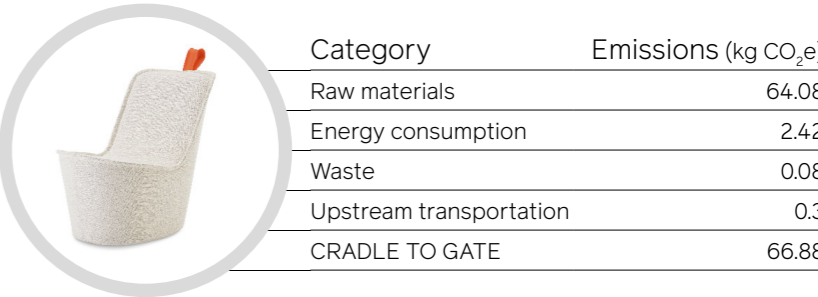 Category Emissions (kg CO₂e)
Raw materials 64.08
Energy consumption 2.42
Waste 0.08
Upstream transportation 0.3
CRADLE TO GATE 66.88